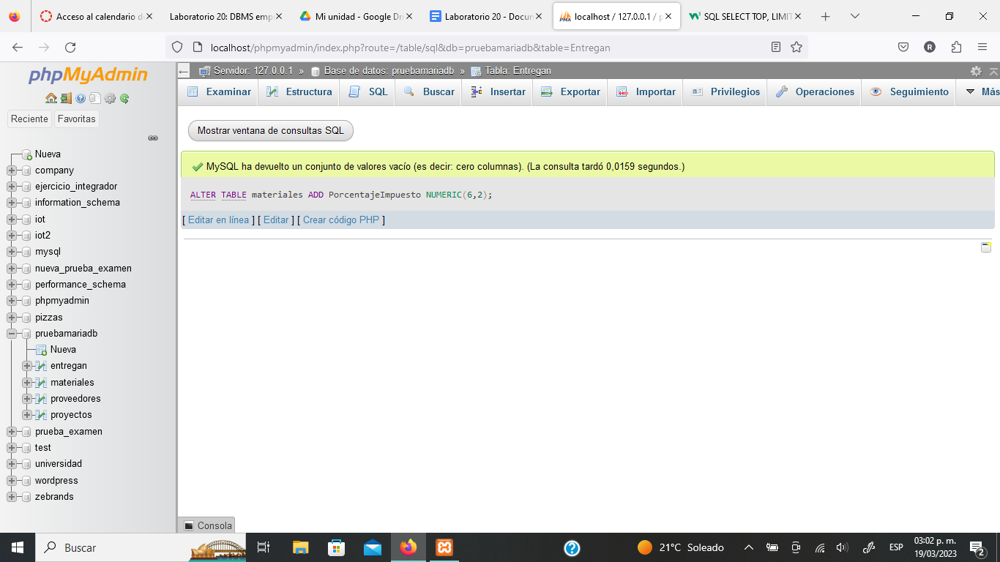 Acceso al calendario d
Laboratorio 20: DBMS emp
Mi unidad - Google Dri
Laboratorio 20 - Docum
localhost / 127.0.0.1 / p
SQL SELECT TOP, LIMIT
localhost/phpmyadmin/index.php?route=/table/sql&db=pruebamariadb&table=Entregan
R
phpMyAdmin
Reciente Favoritas
Nueva
company
ejercicio_integrador
information_schema
iot
iot2
mysql
nueva_prueba_examen
performance_schema
phpmyadmin
pizzas
pruebamariadb
Nueva
entregan
materiales
proveedores
proyectos
prueba_examen
test
universidad
wordpress
zebrands
Servidor: 127.0.0.1 » Base de datos: pruebamariadb » Tabla: Entregan
Examinar Estructura SQL Buscar Insertar Exportar Importar Privilegios Operaciones Seguimiento Más
Mostrar ventana de consultas SQL
MySQL ha devuelto un conjunto de valores vacío (es decir: cero columnas). (La consulta tardó 0,0159 segundos.)
ALTER TABLE materiales ADD PorcentajeImpuesto NUMERIC(6,2);
[ Editar en línea ] [ Editar ] [ Crear código PHP ]
Consola
Buscar
21°C Soleado
ESP
03:02 p. m.
19/03/2023
2